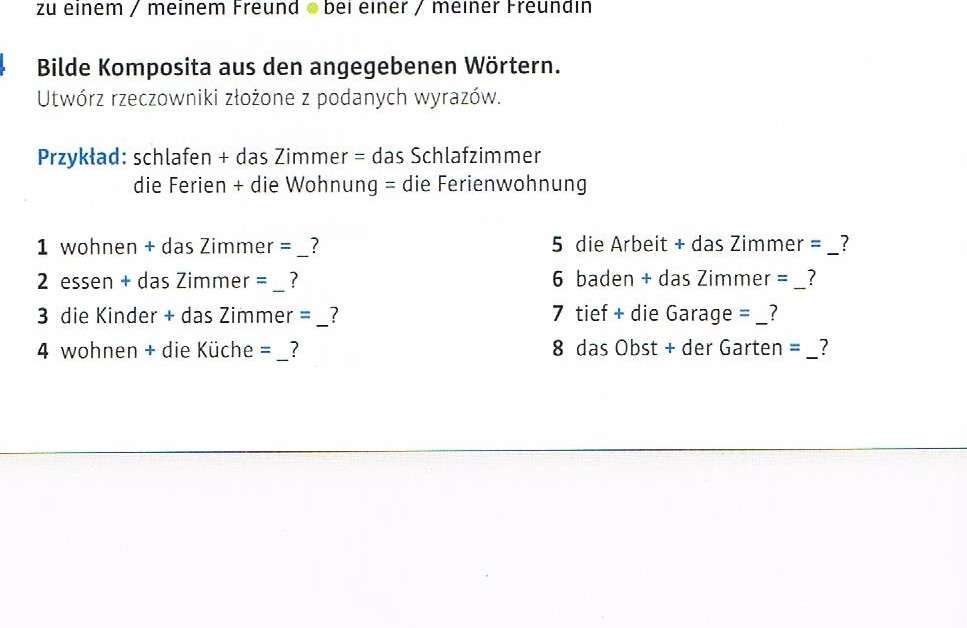 zu einem / meinem Freund ● bei einer / meiner Freundin
Bilde Komposita aus den angegebenen Wörtern.
Utwórz rzeczowniki złożone z podanych wyrazów.
Przykład: schlafen + das Zimmer = das Schlafzimmer
die Ferien + die Wohnung = die Ferienwohnung
1 wohnen + das Zimmer = _?
2 essen + das Zimmer = _ ?
3 die Kinder + das Zimmer = _?
4 wohnen + die Küche = _?
5 die Arbeit + das Zimmer = _?
6 baden + das Zimmer = _?
7 tief + die Garage = _?
8 das Obst + der Garten = _?